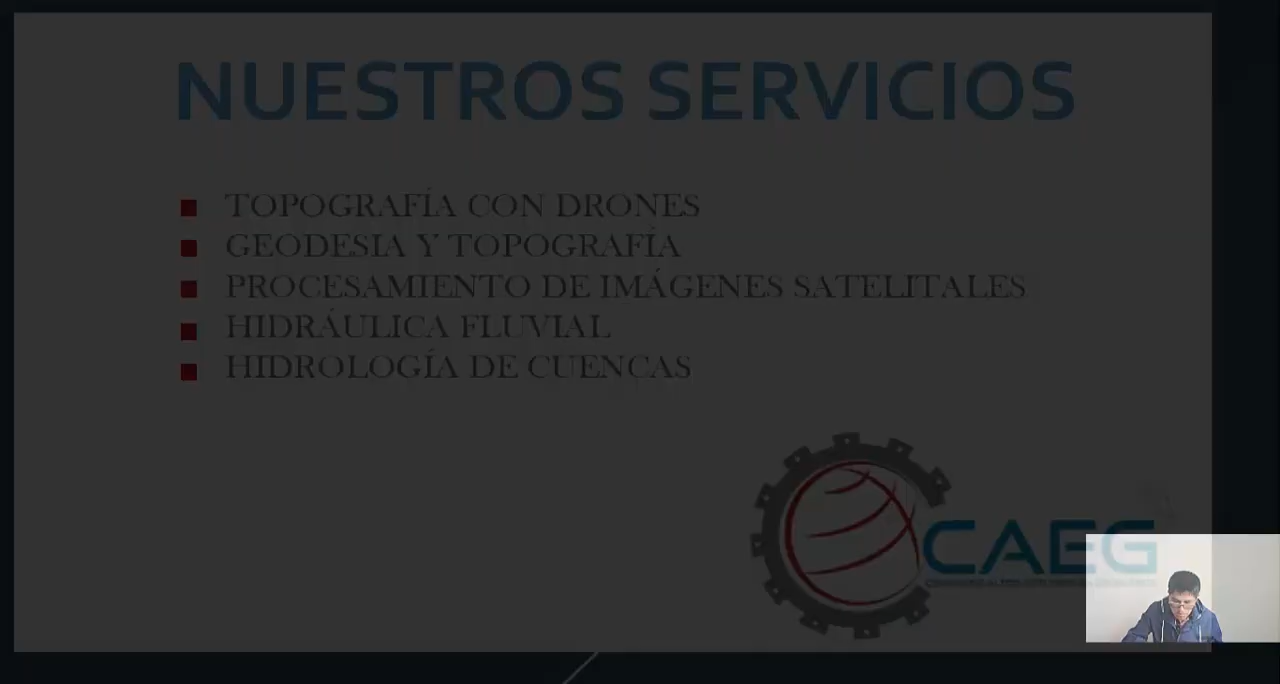 NUESTROS SERVICIOS
TOPOGRAFÍA CON DRONES
GEODESIA Y TOPOGRAFÍA
PROCESAMIENTO DE IMÁGENES SATELITALES
HIDRÁULICA FLUVIAL
HIDROLOGÍA DE CUENCAS
CAEG